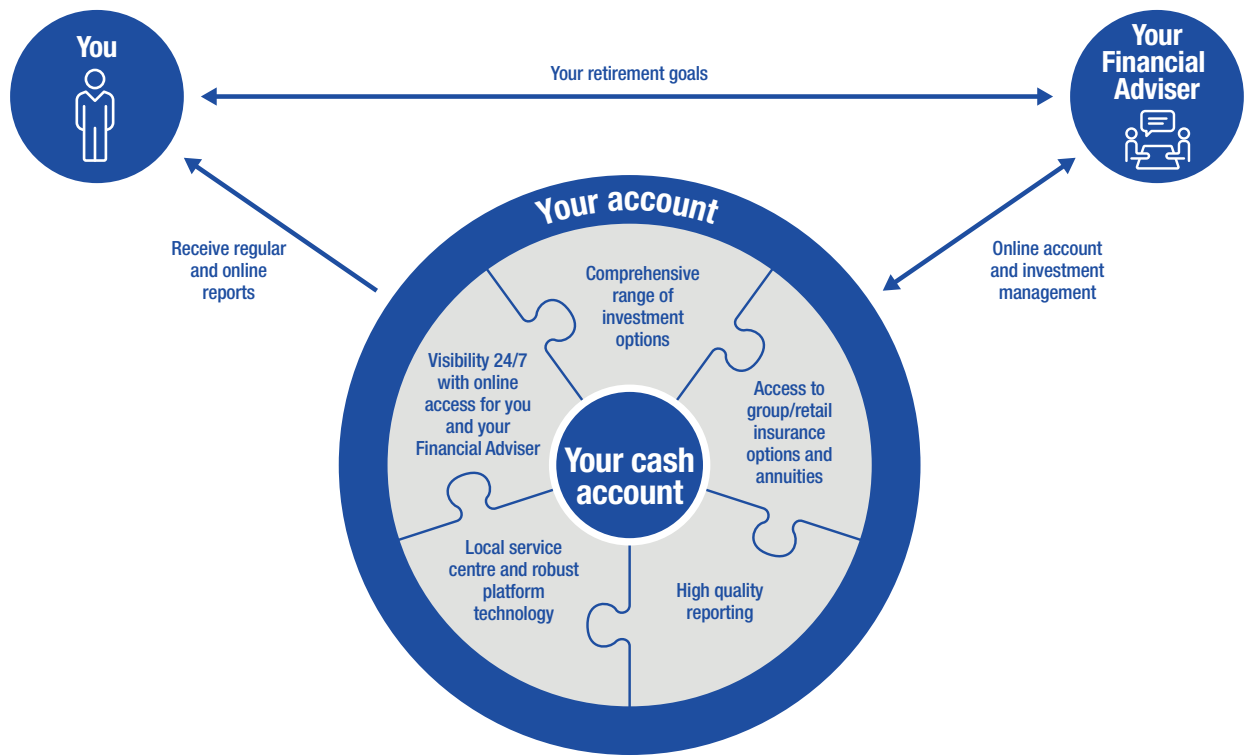 You
Your
Financial
Adviser
Your retirement goals
Receive regular
and online
reports
Online account
and investment
management
Your account
Comprehensive
range of
investment
options
Visibility 24/7
with online
access for you
and your
Financial Adviser
Access to
group/retail
insurance
options and
annuities
Your cash
account
Local service
centre and robust
platform
technology
High quality
reporting